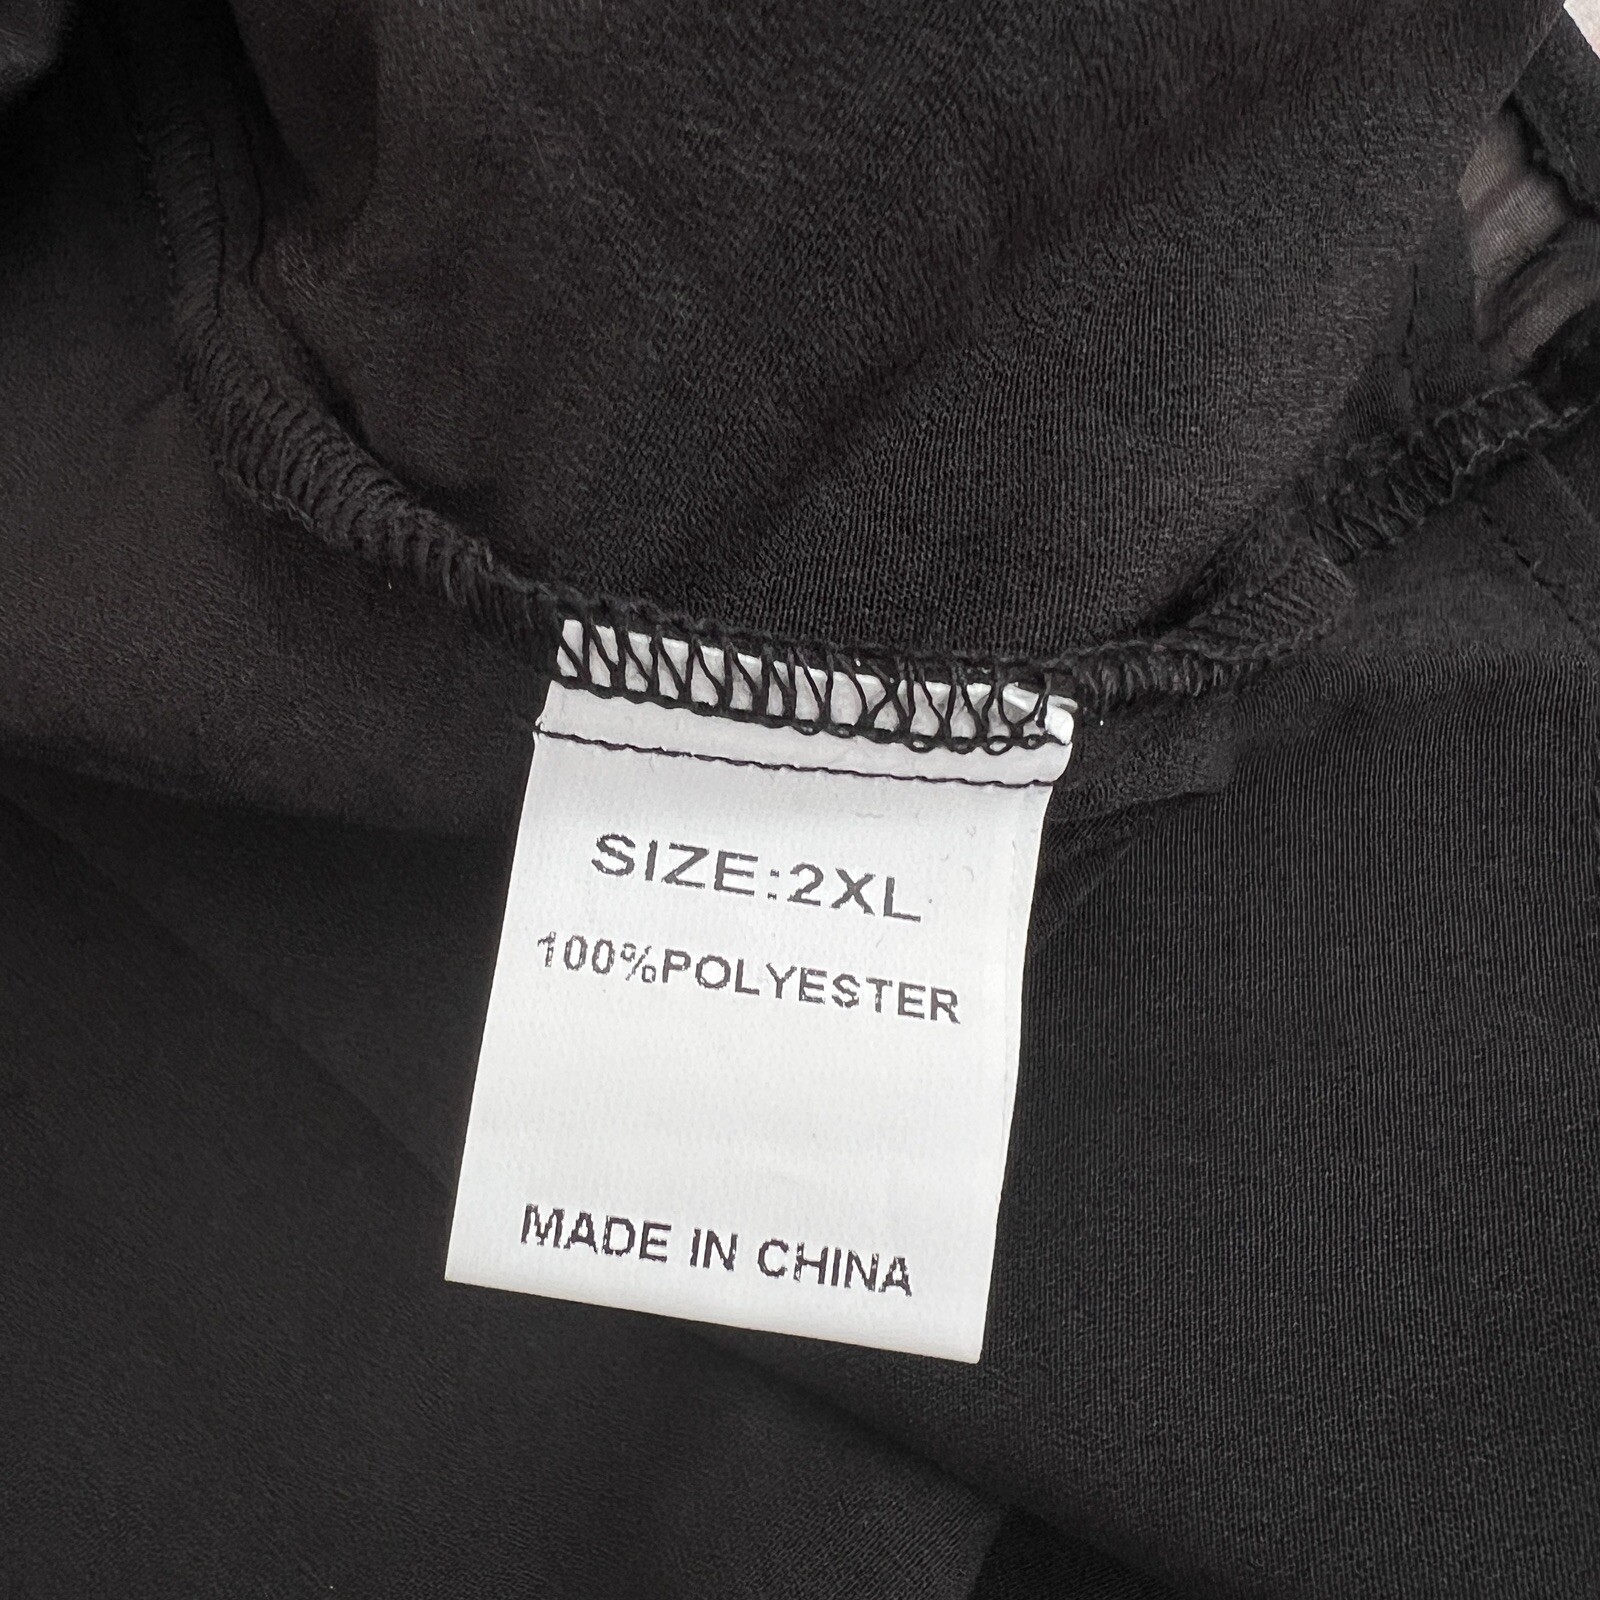 SIZE:2XL
100%POLYESTER
MADE IN CHINA